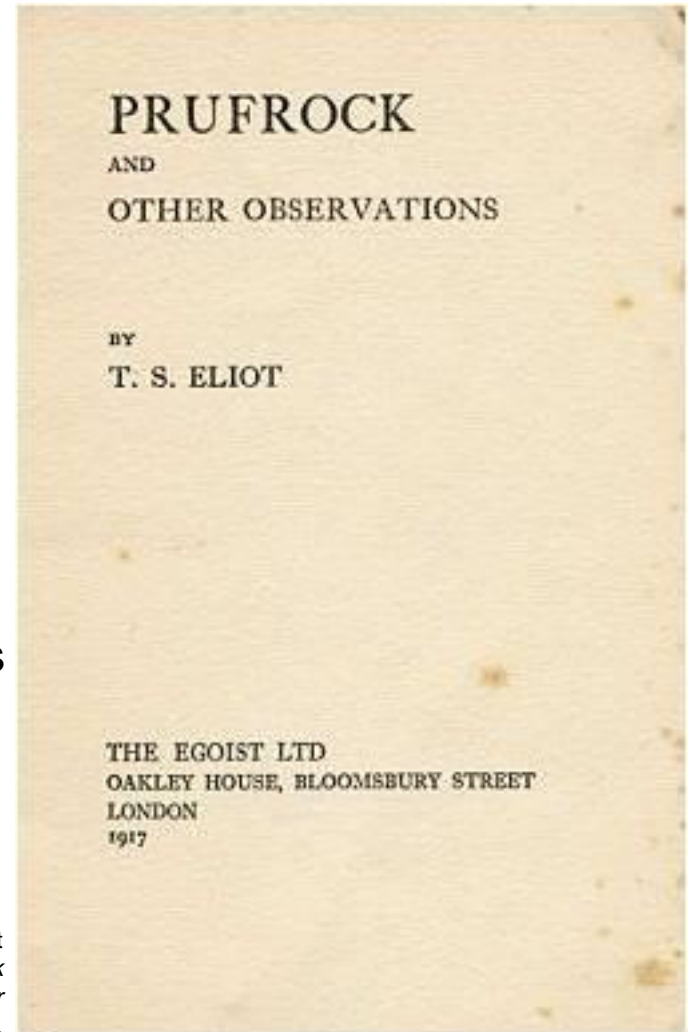 PRUFROCK
AND
OTHER OBSERVATIONS
BY
T. S. ELIOT
THE EGOIST LTD
OAKLEY HOUSE, BLOOMSBURY STREET
LONDON
1917